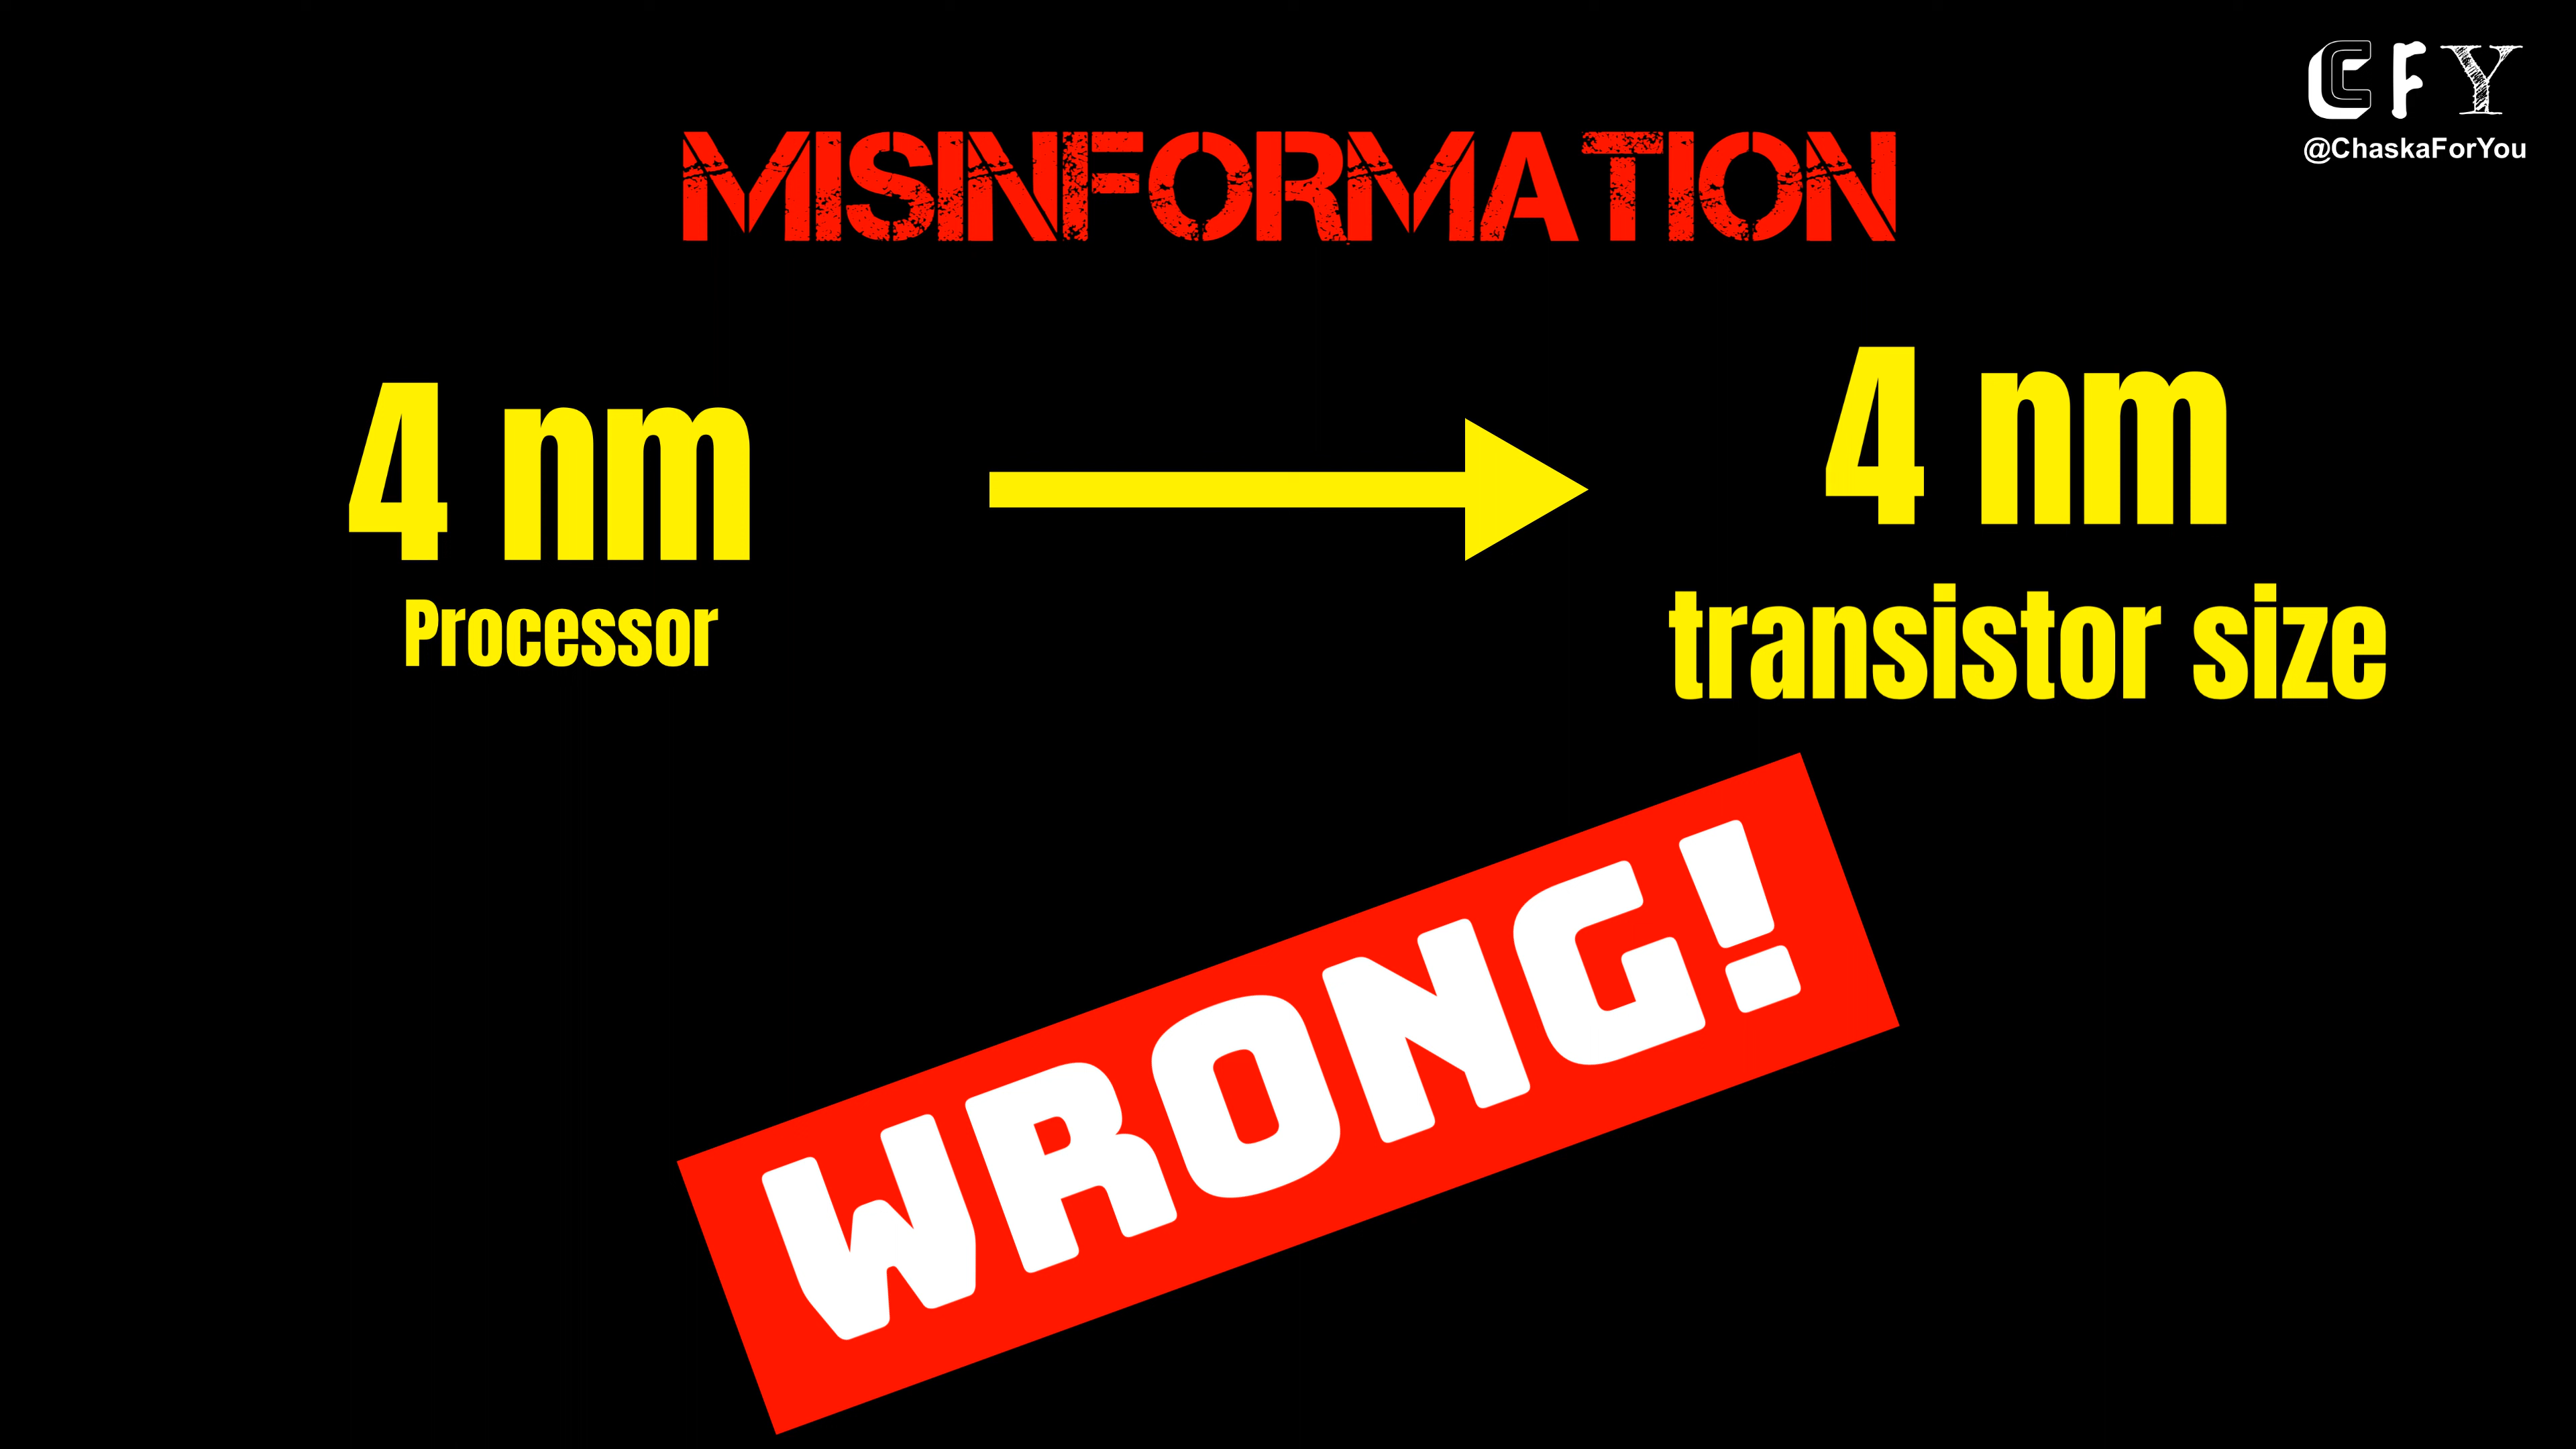 CFY
@ChaskaForYou
MISINFORMATION
4 nm
Processor
4 nm
transistor size
WRONG!